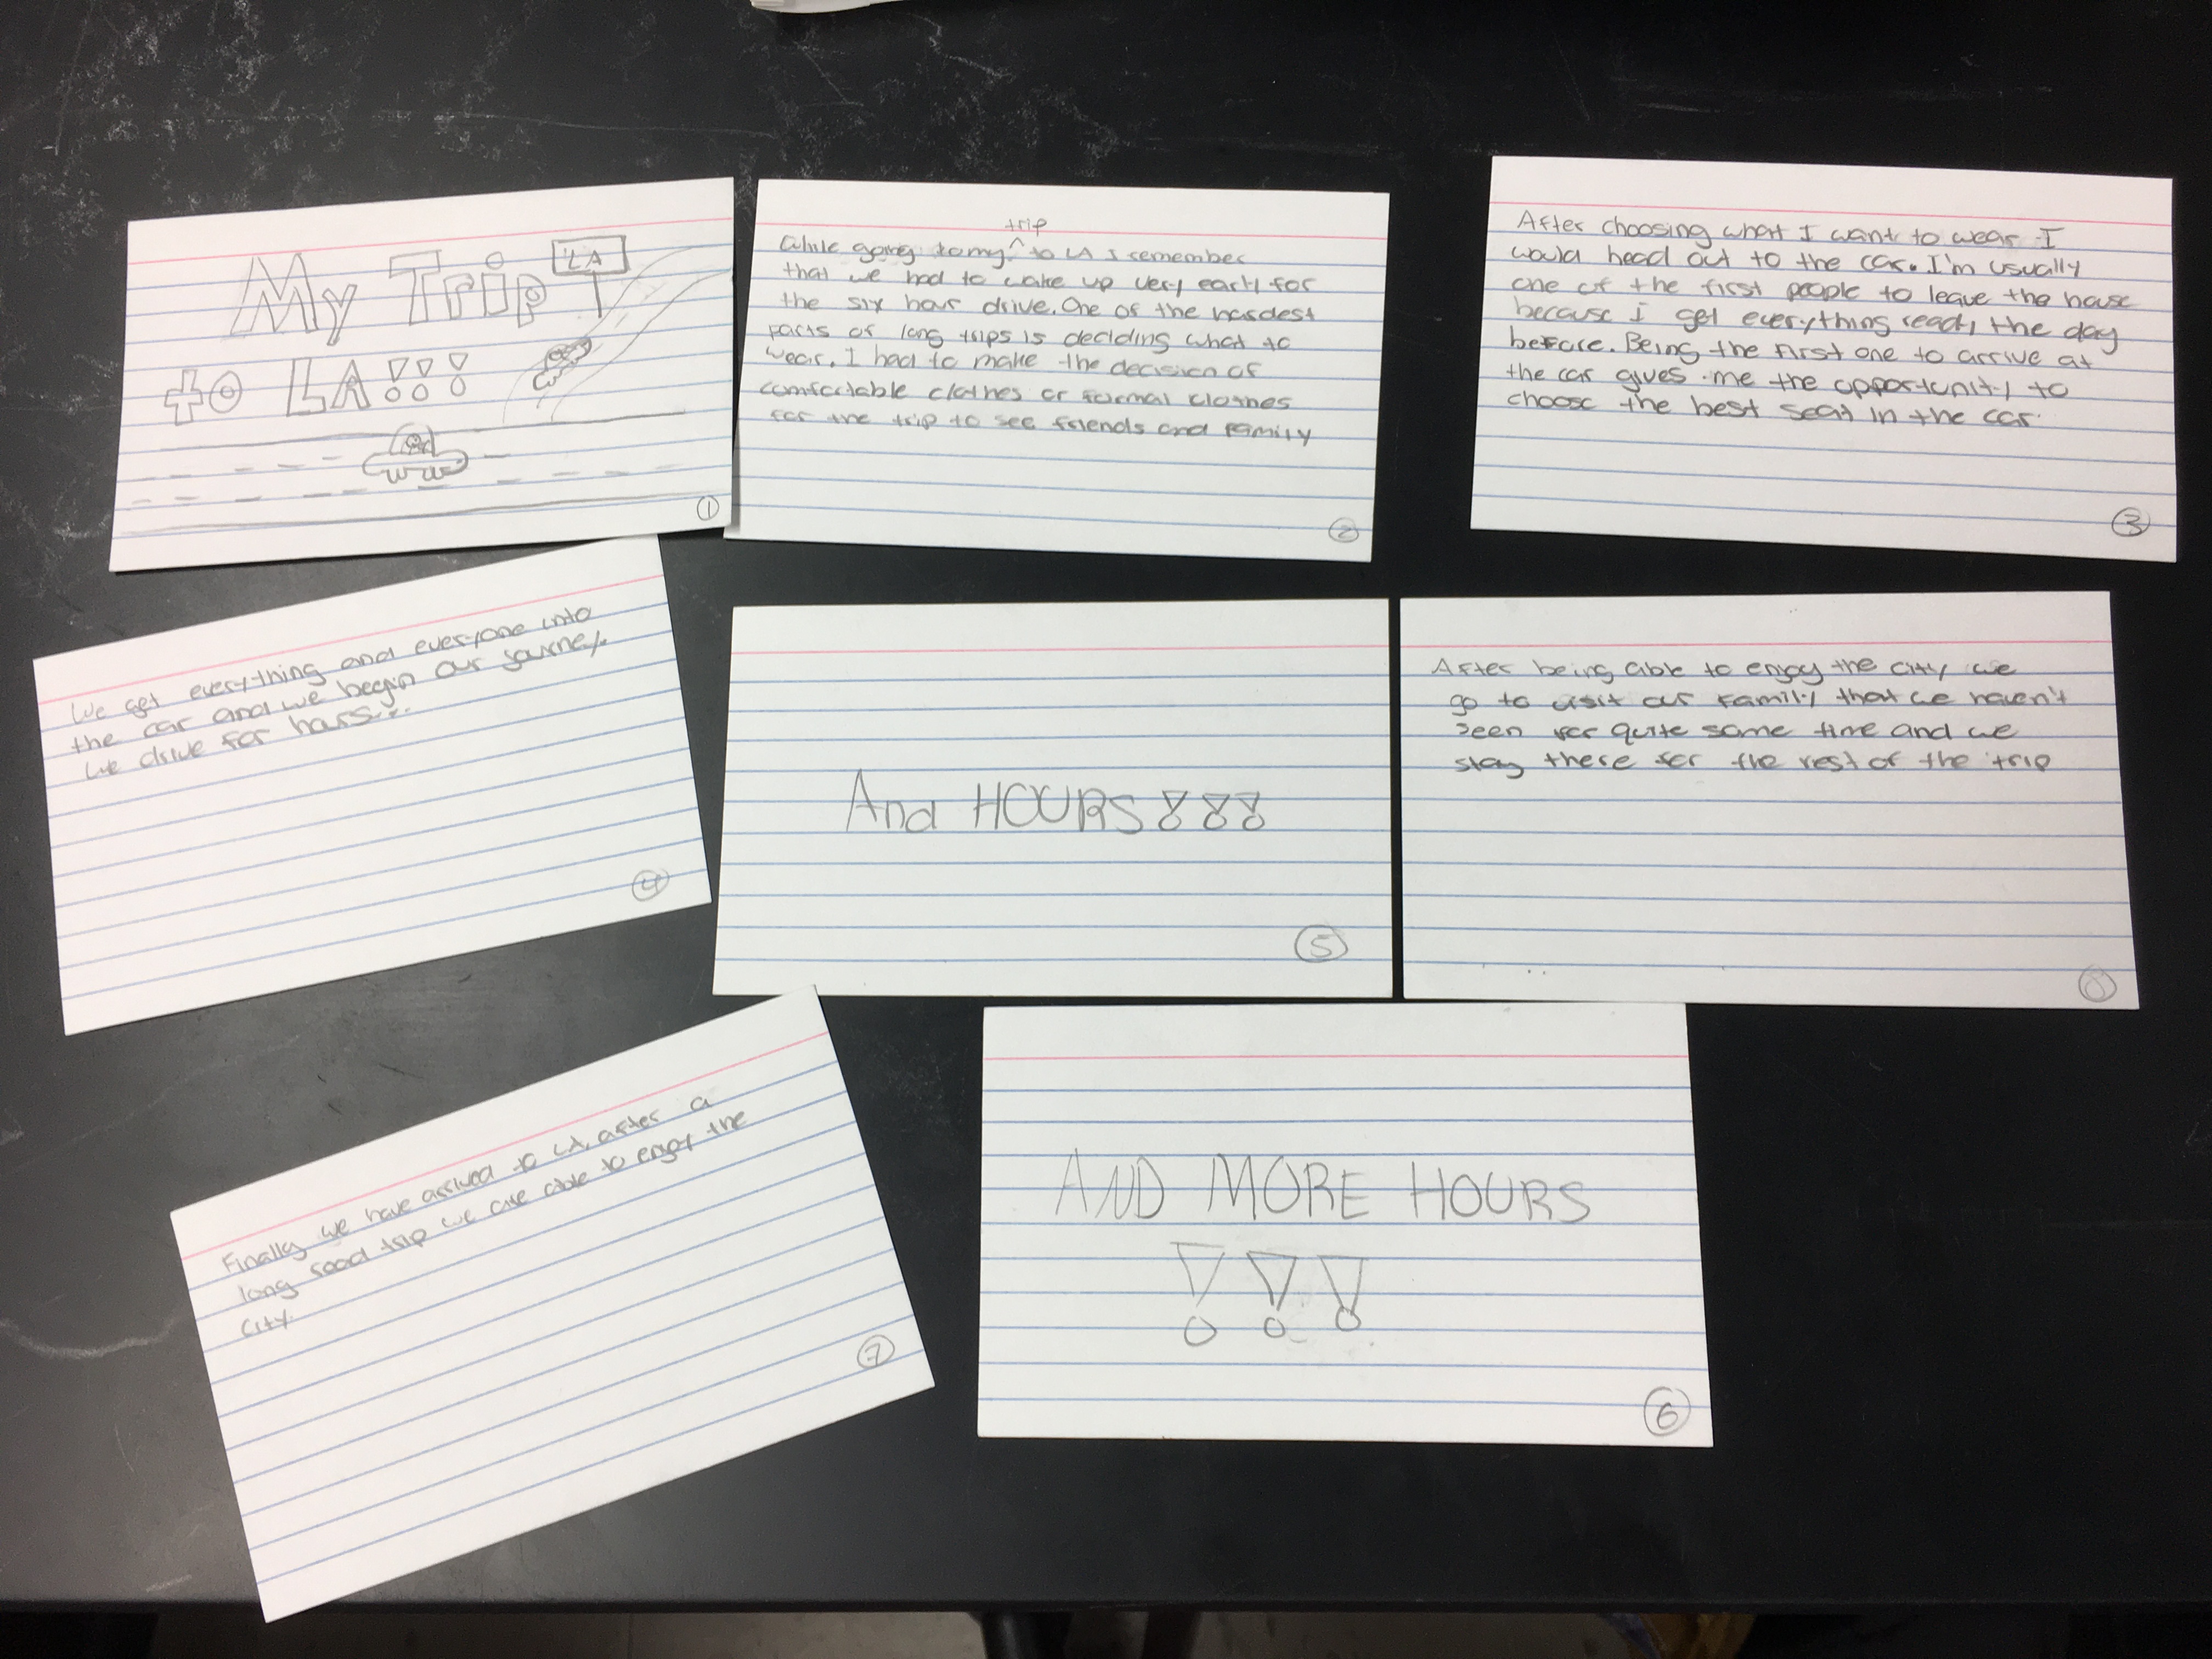 My Trip
LA
to LA!!!
1
trip
While going to my ^ to LA I remember
that we had to wake up very early for
the six hour drive. One of the hardest
parts of long trips is deciding what to
wear. I had to make the decision of
comfortable clothes or formal clothes
for the trip to see friends and family
2
After choosing what I want to wear I
would head out to the car. I'm usually
one of the first people to leave the house
because i get everything ready the day
before. Being the first one to arrive at
the car gives me the opportunity to
choose the best seat in the car.
3
We get everything and everyone into
the car and we begin our journey.
We drive for hours...
4
And HOURS!!!
5
AND MORE HOURS
!!!
6
Finally we have arrived to LA. after a
long road trip we are able to enjoy the
city.
7
After being able to enjoy the city we
go to visit our family that we haven't
seen for quite some time and we
stay there for the rest of the trip
8